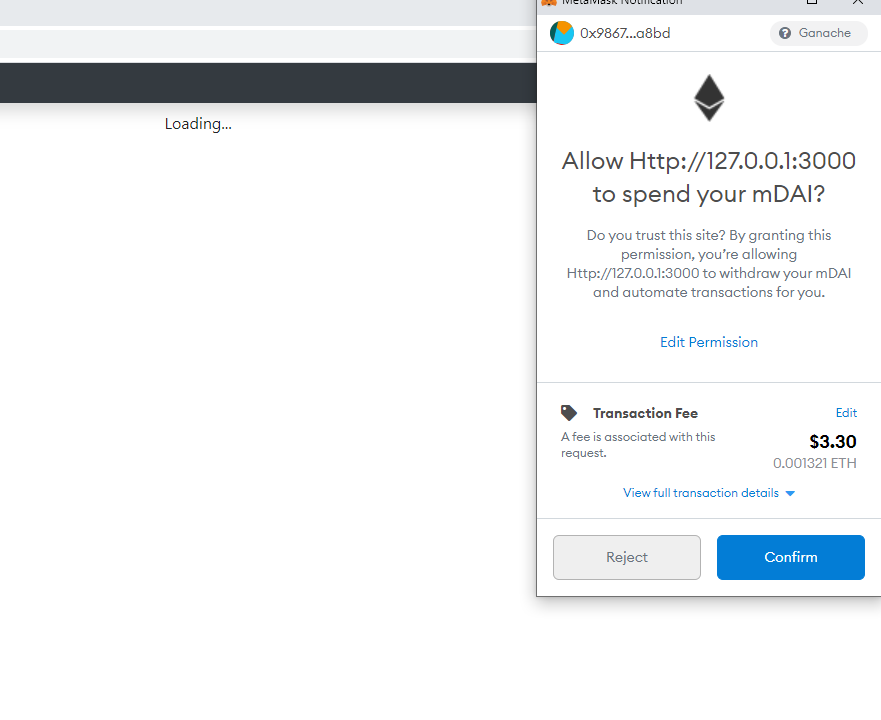 MetaMask Notification
0x9867...a8bd
? Ganache
Loading...
Allow Http://127.0.0.1:3000
to spend your mDAI?
Do you trust this site? By granting this
permission, you’re allowing
Http://127.0.0.1:3000 to withdraw your mDAI
and automate transactions for you.
Edit Permission
Transaction Fee
Edit
A fee is associated with this
request.
$3.30
0.001321 ETH
View full transaction details
Reject
Confirm